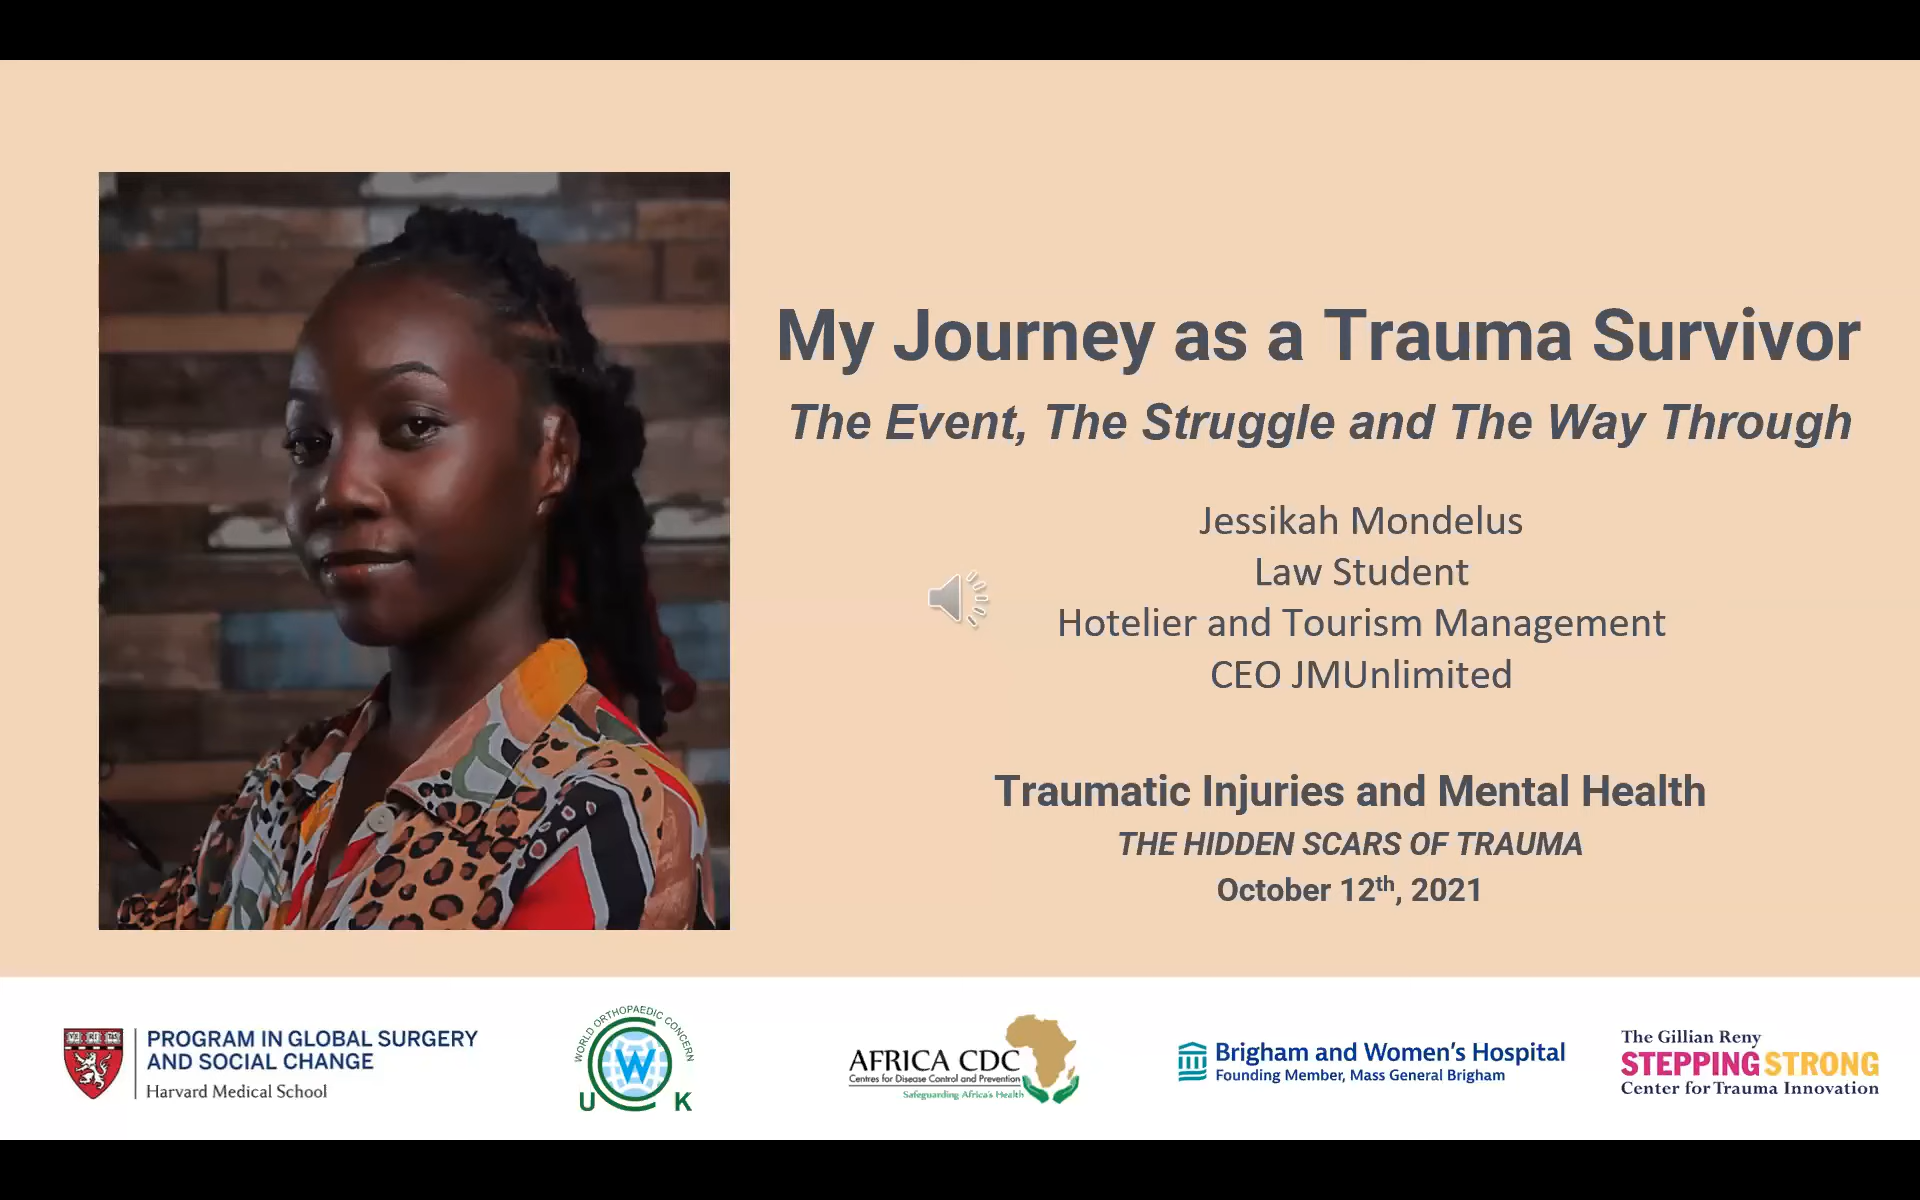 My Journey as a Trauma Survivor
The Event, The Struggle and The Way Through
Jessikah Mondelus
Law Student
Hotelier and Tourism Management
CEO JMUnlimited
Traumatic Injuries and Mental Health
THE HIDDEN SCARS OF TRAUMA
October 12th, 2021
PROGRAM IN GLOBAL SURGERY
AND SOCIAL CHANGE
Harvard Medical School
WORLD ORTHOPAEDIC CONCERN
W
U K
AFRICA CDC
Centres for Disease Control and Prevention
Safeguarding Africa's Health
Brigham and Women's Hospital
Founding Member, Mass General Brigham
The Gillian Reny
STEPPING STRONG
Center for Trauma Innovation